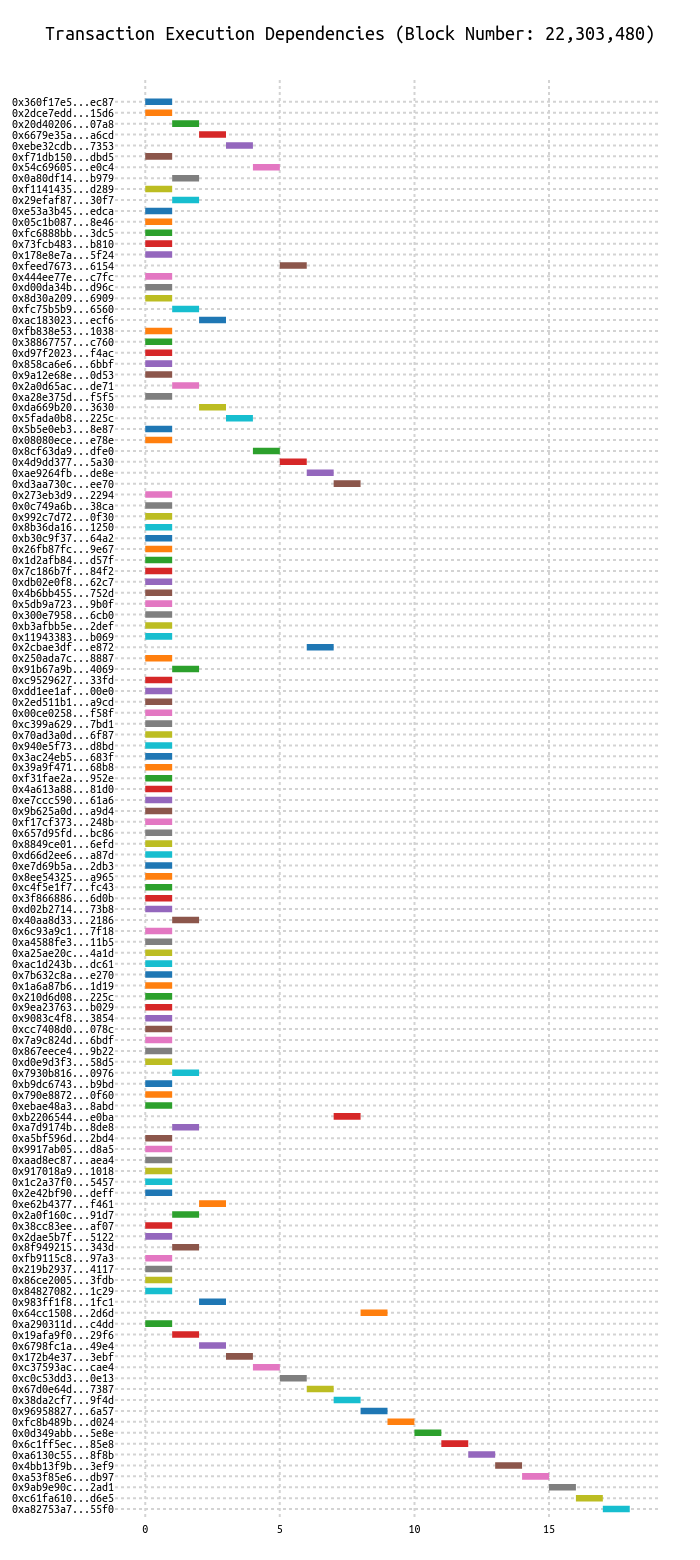 Transaction Execution Dependencies (Block Number: 22,303,480)
0x360f17e5...ec87
0x2dce7edd...15d6
0x20d40206...07a8
0x6679e35a...a6cd
0xebe32cdb...7353
0xf71db150...dbd5
0x54c69605...e0c4
0x0a80df14...b979
0xf1141435...d289
0x29efaf87...30f7
0xe53a3b45...edca
0x05c1b087...8e46
0xfc6888bb...3dc5
0x73fcb483...b810
0x178e8e7a...5f24
0xfeed7673...6154
0x444ee77e...c7fc
0xd00da34b...d96c
0x8d30a209...6909
0xfc75b5b9...6560
0xac183023...ecf6
0xfb838e53...1038
0x38867757...c760
0xd97f2023...f4ac
0x858ca6e6...6bbf
0x9a12e68e...0d53
0x2a0d65ac...de71
0xa28e375d...f5f5
0xda669b20...3630
0x5fada0b8...225c
0x5b5e0eb3...8e87
0x08080ece...e78e
0x8cf63da9...dfe0
0x4d9dd377...5a30
0xae9264fb...de8e
0xd3aa730c...ee70
0x273eb3d9...2294
0x0c749a6b...38ca
0x992c7d72...0f30
0x8b36da16...1250
0xb30c9f37...64a2
0x26fb87fc...9e67
0x1d2afb84...d57f
0x7c186b7f...84f2
0xdb02e0f8...62c7
0x4b6bb455...752d
0x5db9a723...9b0f
0x300e7958...6cb0
0xb3afbb5e...2def
0x11943383...b069
0x2cbae3df...e872
0x250ada7c...8887
0x91b67a9b...4069
0xc9529627...33fd
0xdd1ee1af...00e0
0x2ed511b1...a9cd
0x00ce0258...f58f
0xc399a629...7bd1
0x70ad3a0d...6f87
0x940e5f73...d8bd
0x3ac24eb5...683f
0x39a9f471...68b8
0xf31fae2a...952e
0x4a613a88...81d0
0xe7ccc590...61a6
0x9b625a0d...a9d4
0xf17cf373...248b
0x657d95fd...bc86
0x8849ce01...6efd
0xd66d2ee6...a87d
0xe7d69b5a...2db3
0x8ee54325...a965
0xc4f5e1f7...fc43
0x3f866886...6d0b
0xd02b2714...73b8
0x40aa8d33...2186
0x6c93a9c1...7f18
0xa4588fe3...11b5
0xa25ae20c...4a1d
0xac1d243b...dc61
0x7b632c8a...e270
0x1a6a87b6...1d19
0x210d6d08...225c
0x9ea23763...b029
0x9083c4f8...3854
0xcc7408d0...078c
0x7a9c824d...6bdf
0x867eece4...9b22
0xd0e9d3f3...58d5
0x7930b816...0976
0xb9dc6743...b9bd
0x790e8872...0f60
0xebae48a3...8abd
0xb2206544...e0ba
0xa7d9174b...8de8
0xa5bf596d...2bd4
0x9917ab05...d8a5
0xaad8ec87...aea4
0x917018a9...1018
0x1c2a37f0...5457
0x2e42bf90...deff
0xe62b4377...f461
0x2a0f160c...91d7
0x38cc83ee...af07
0x2dae5b7f...5122
0x8f949215...343d
0xfb9115c8...97a3
0x219b2937...4117
0x86ce2005...3fdb
0x84827082...1c29
0x983ff1f8...1fc1
0x64cc1508...2d6d
0xa290311d...c4dd
0x19afa9f0...29f6
0x6798fc1a...49e4
0x172b4e37...3ebf
0xc37593ac...cae4
0xc0c53dd3...0e13
0x67d0e64d...7387
0x38da2cf7...9f4d
0x96958827...6a57
0xfc8b489b...d024
0x0d349abb...5e8e
0x6c1ff5ec...85e8
0xa6130c55...8f8b
0x4bb13f9b...3ef9
0xa53f85e6...db97
0x9ab9e90c...2ad1
0xc61fa610...d6e5
0xa82753a7...55f0
0 5 10 15